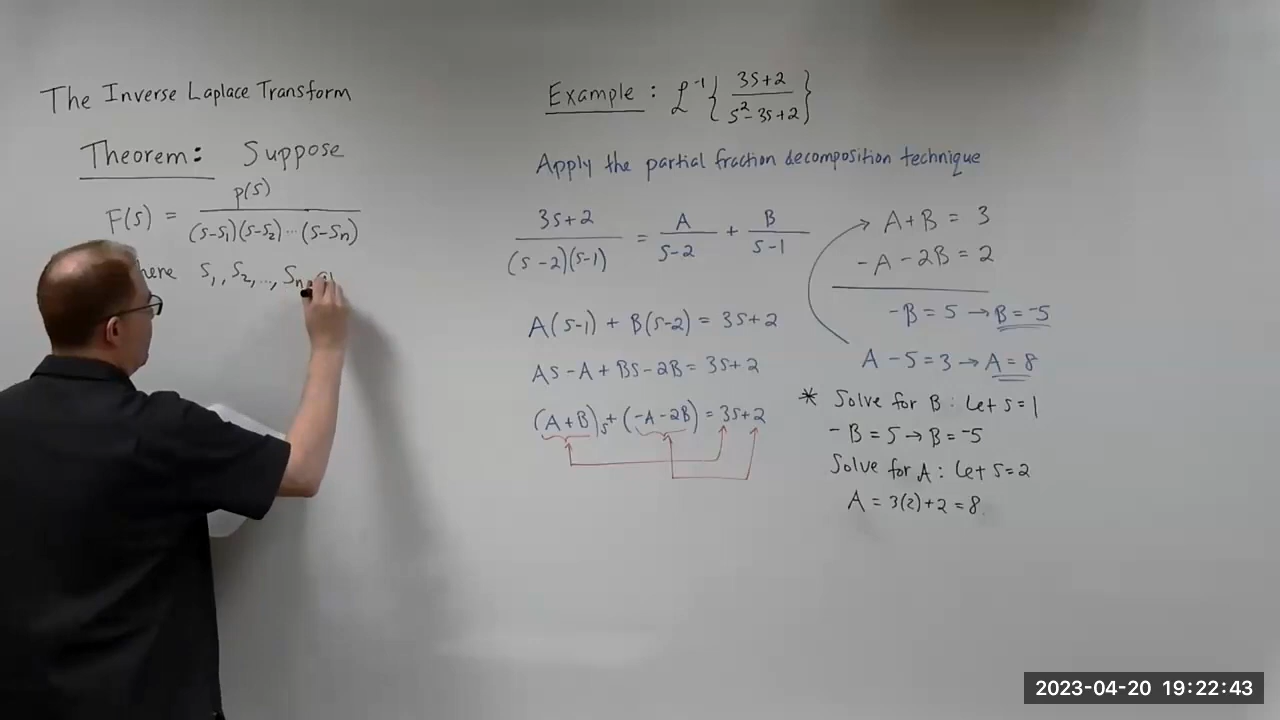 The Inverse Laplace Transform
Theorem: Suppose
F(s) = p(s) / (s-s₁)(s-s₂)...(s-sₙ)
s₁, s₂, ..., sₙ
Example: ℒ⁻¹{ (3s+2) / (s²-3s+2) }
Apply the partial fraction decomposition technique
(3s+2) / (s-2)(s-1) = A / (s-2) + B / (s-1)
A(s-1) + B(s-2) = 3s+2
As - A + Bs - 2B = 3s+2
(A+B)s + (-A-2B) = 3s+2
A+B = 3
-A-2B = 2
-B = 5 → B = -5
A-5 = 3 → A = 8
* Solve for B: Let s=1
-B = 5 → B = -5
Solve for A: Let s=2
A = 3(2)+2 = 8
2023-04-20 19:22:43